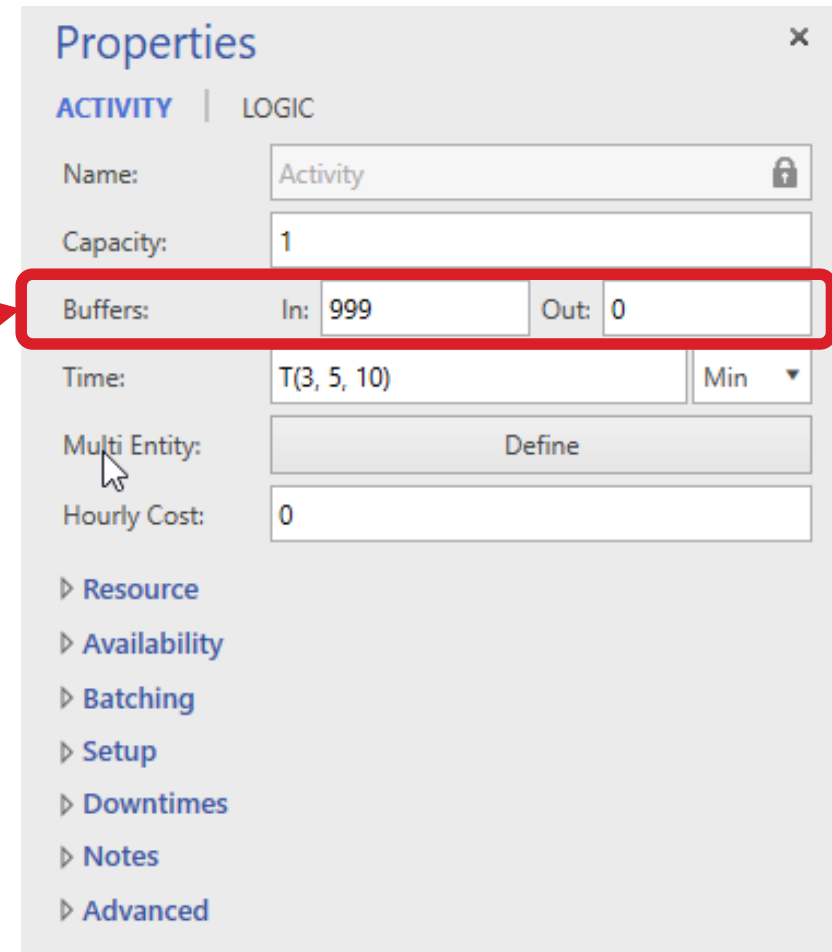 Properties
ACTIVITY | LOGIC
Name: Activity
Capacity: 1
Buffers: In: 999 Out: 0
Time: T(3, 5, 10) Min
Multi Entity: Define
Hourly Cost: 0
Resource
Availability
Batching
Setup
Downtimes
Notes
Advanced